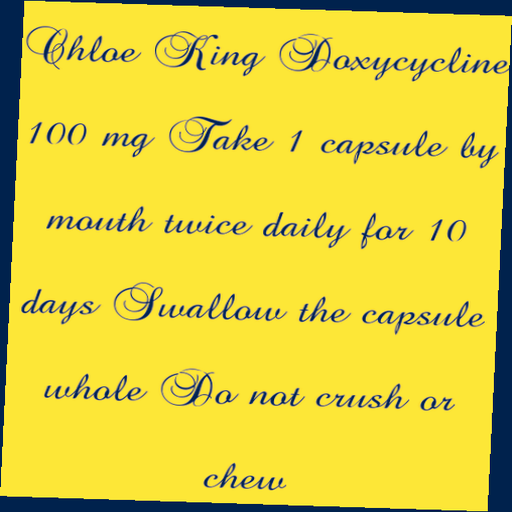 Chloe King Doxycycline
100 mg Take 1 capsule by
mouth twice daily for 10
days Swallow the capsule
whole Do not crush or
chew